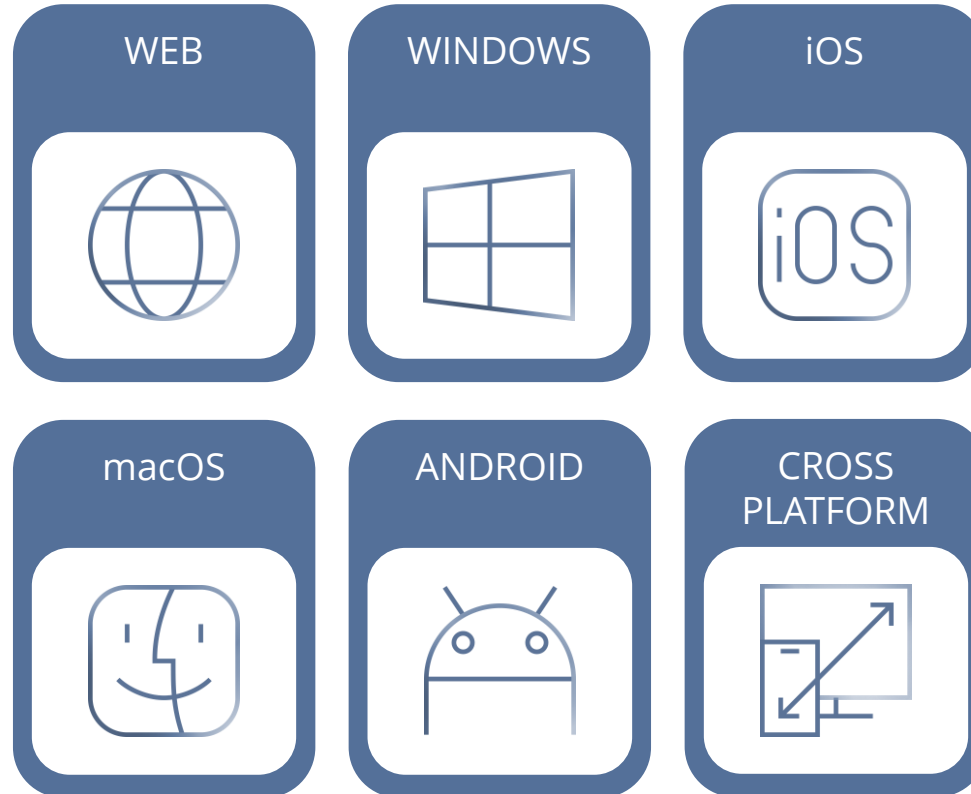 WEB
WINDOWS
iOS
iOS
macOS
ANDROID
CROSS
PLATFORM